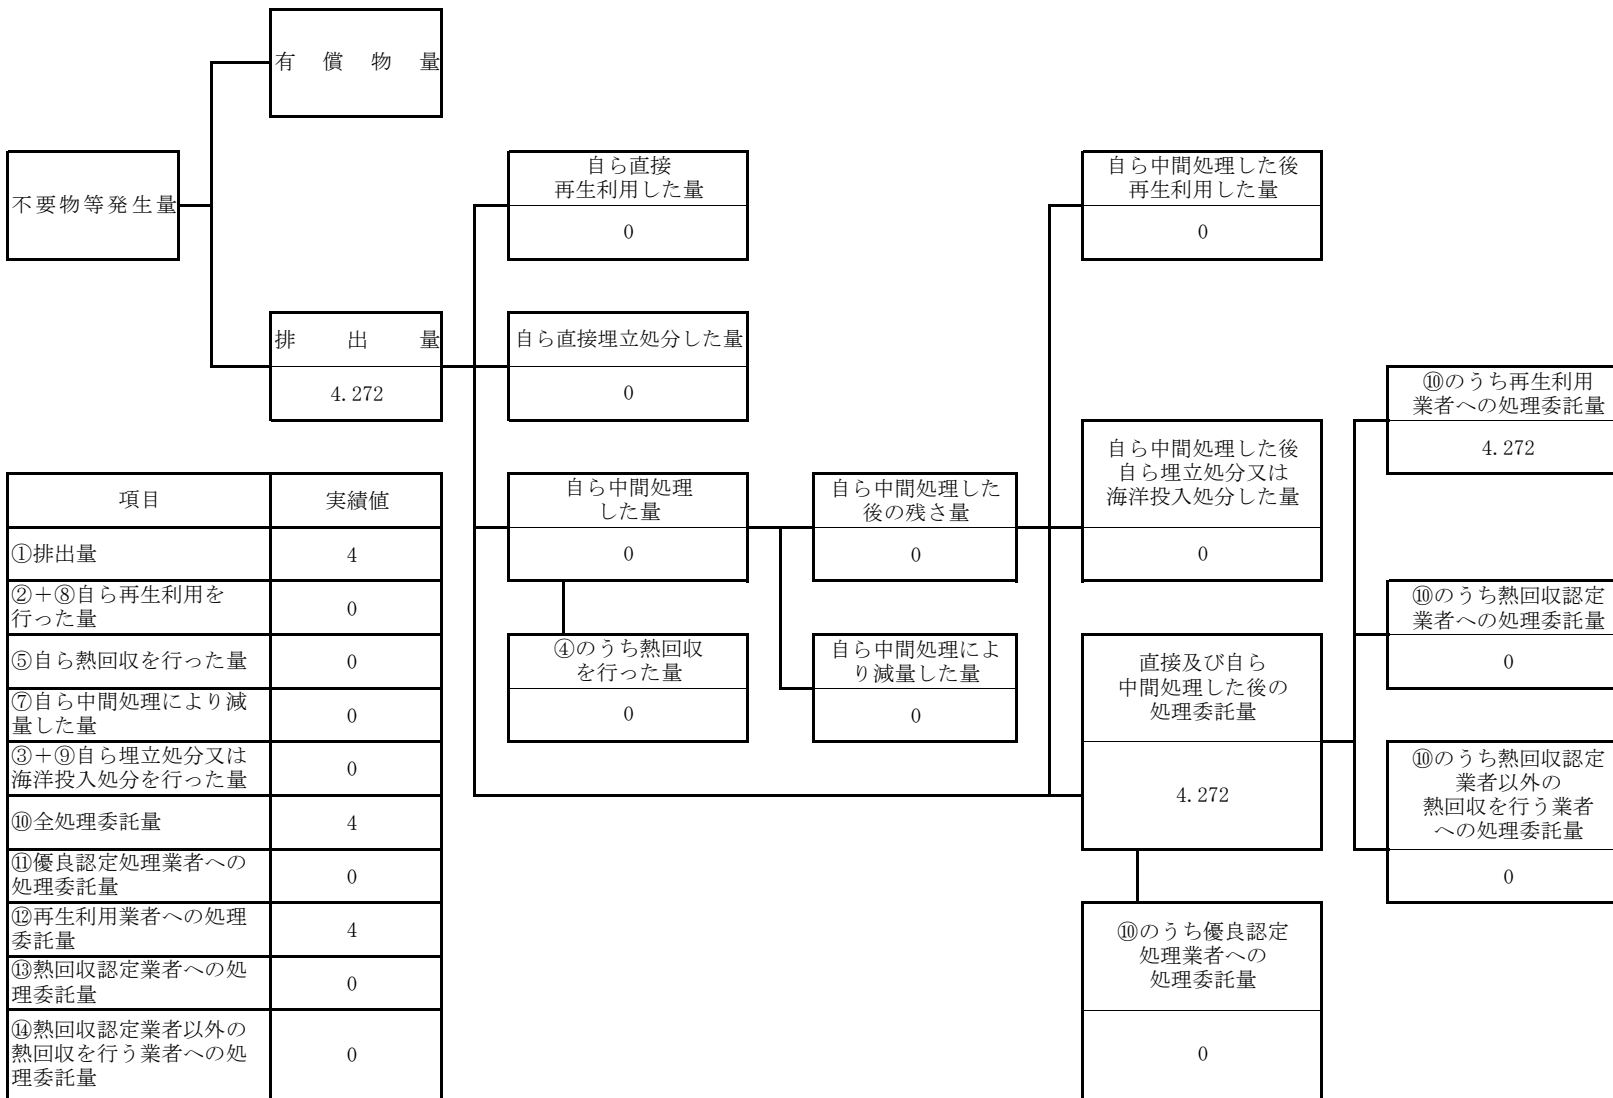 有償物量
不要物等発生量
排出量
4.272
自ら直接
再生利用した量
0
自ら直接埋立処分した量
0
自ら中間処理
した量
0
④のうち熱回収
を行った量
0
自ら中間処理した
後の残さ量
0
自ら中間処理によ
り減量した量
0
自ら中間処理した後
再生利用した量
0
自ら中間処理した後
自ら埋立処分又は
海洋投入処分した量
0
直接及び自ら
中間処理した後の
処理委託量
4.272
⑩のうち優良認定
処理業者への
処理委託量
0
⑩のうち再生利用
業者への処理委託量
4.272
⑩のうち熱回収認定
業者への処理委託量
0
⑩のうち熱回収認定
業者以外の
熱回収を行う業者
への処理委託量
0
項目 実績値
①排出量 4
②+⑧自ら再生利用を
行った量 0
⑤自ら熱回収を行った量 0
⑦自ら中間処理により減
量した量 0
③+⑨自ら埋立処分又は
海洋投入処分を行った量 0
⑩全処理委託量 4
⑪優良認定処理業者への
処理委託量 0
⑫再生利用業者への処理
委託量 4
⑬熱回収認定業者への処
理委託量 0
⑭熱回収認定業者以外の
熱回収を行う業者への処
理委託量 0